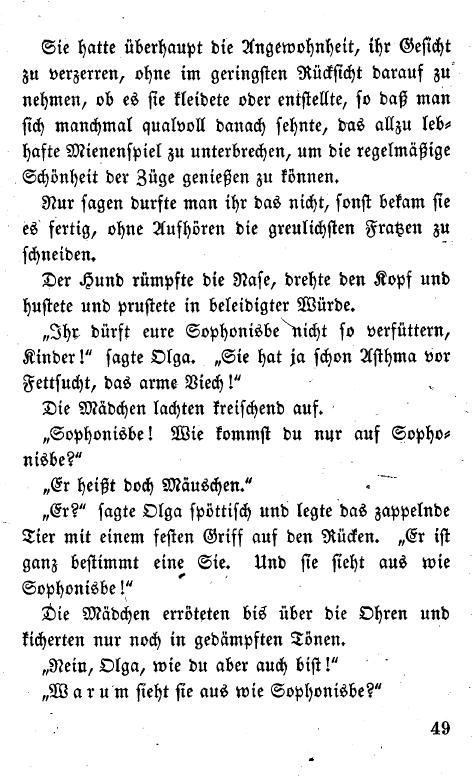 Sie hatte überhaupt die Angewohnheit, ihr Gesicht
zu verzerren, ohne im geringsten Rücksicht darauf zu
nehmen, ob es sie kleidete oder entstellte, so daß man
sich manchmal qualvoll danach sehnte, das allzu leb-
hafte Mienenspiel zu unterbrechen, um die regelmäßige
Schönheit der Züge genießen zu können.
Nur sagen durfte man ihr das nicht, sonst bekam sie
es fertig, ohne Aufhören die greulichsten Fratzen zu
schneiden.
Der Hund rümpfte die Nase, drehte den Kopf und
hustete und prustete in beleidigter Würde.
„Ihr dürft eure Sophonisbe nicht so verfüttern,
Kinder!“ sagte Olga. „Sie hat ja schon Asthma vor
Fettsucht, das arme Viech!“
Die Mädchen lachten kreischend auf.
„Sophonisbe! Wie kommst du nur auf Sopho-
nisbe?“
„Er heißt doch Mäuschen.“
„Er?“ sagte Olga spöttisch und legte das zappelnde
Tier mit einem festen Griff auf den Rücken. „Er ist
ganz bestimmt eine Sie. Und sie sieht aus wie
Sophonisbe!“
Die Mädchen erröteten bis über die Ohren und
kicherten nur noch in gedämpften Tönen.
„Nein, Olga, wie du aber auch bist!“
„Warum sieht sie aus wie Sophonisbe?“
49